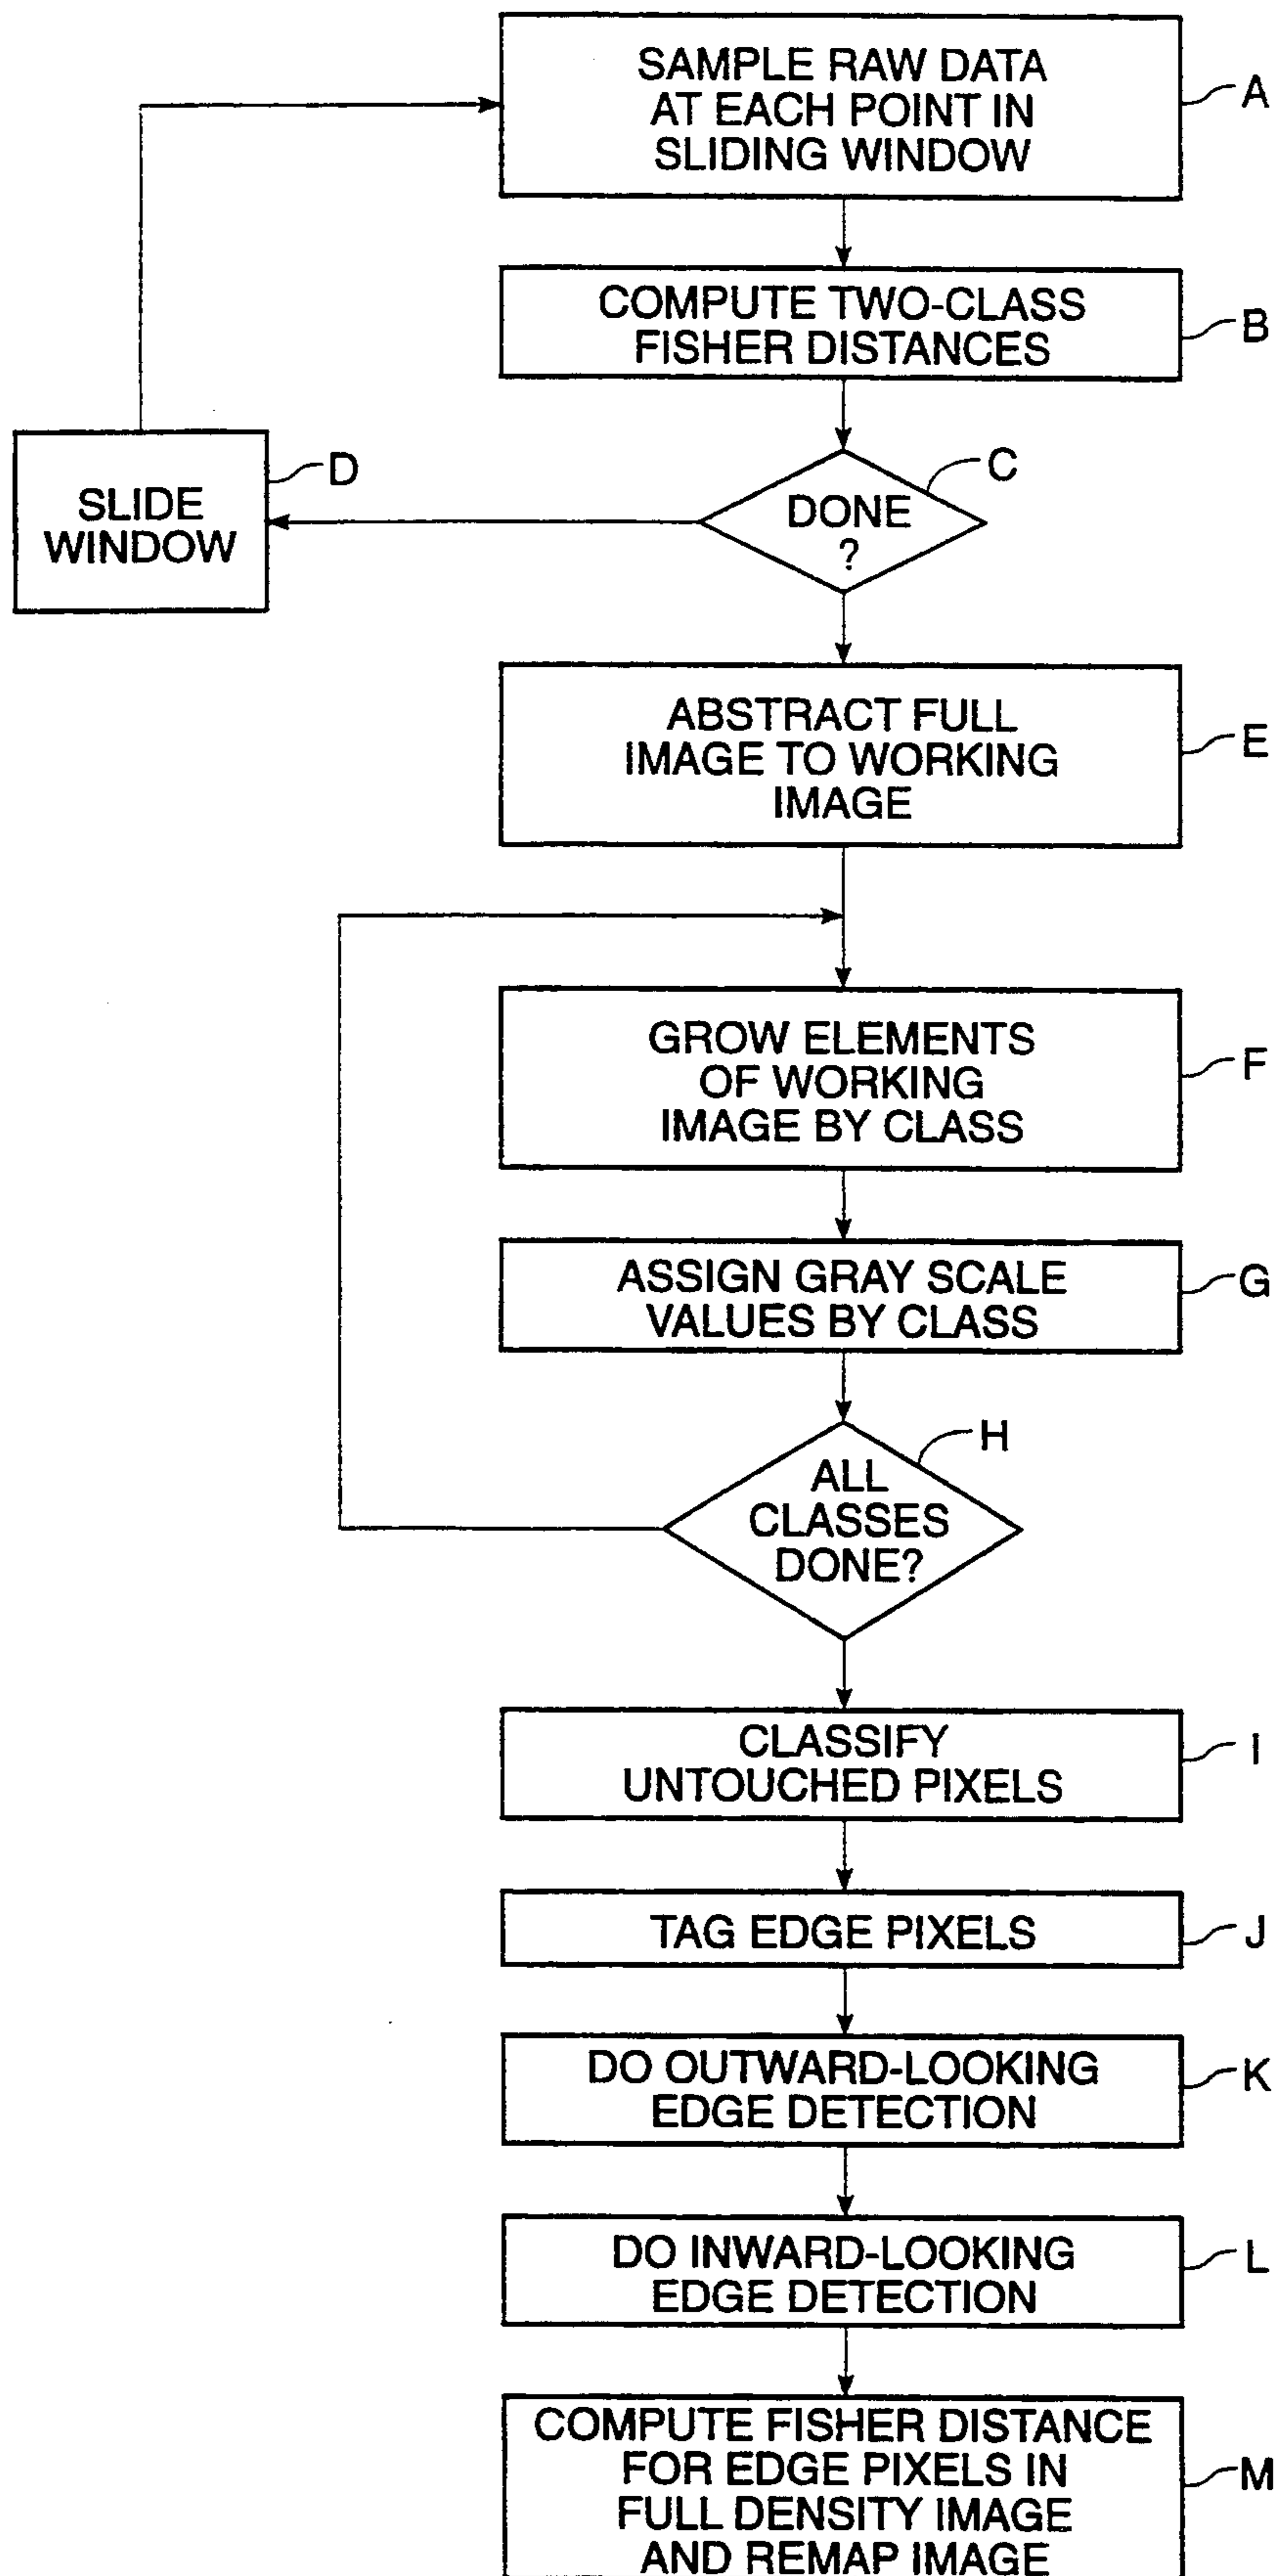 SAMPLE RAW DATA
AT EACH POINT IN
SLIDING WINDOW
A
COMPUTE TWO-CLASS
FISHER DISTANCES
B
SLIDE
WINDOW
D
DONE
?
C
ABSTRACT FULL
IMAGE TO WORKING
IMAGE
E
GROW ELEMENTS
OF WORKING
IMAGE BY CLASS
F
ASSIGN GRAY SCALE
VALUES BY CLASS
G
ALL
CLASSES
DONE?
H
CLASSIFY
UNTOUCHED PIXELS
I
TAG EDGE PIXELS
J
DO OUTWARD-LOOKING
EDGE DETECTION
K
DO INWARD-LOOKING
EDGE DETECTION
L
COMPUTE FISHER DISTANCE
FOR EDGE PIXELS IN
FULL DENSITY IMAGE
AND REMAP IMAGE
M